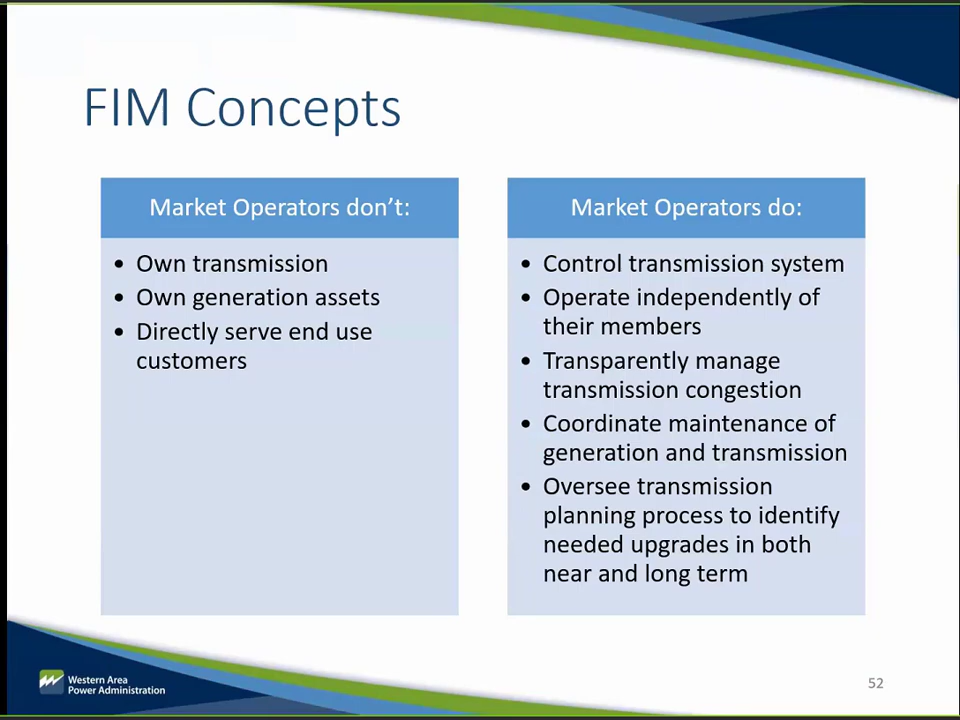 FIM Concepts
Market Operators don’t:
• Own transmission
• Own generation assets
• Directly serve end use
customers
Market Operators do:
• Control transmission system
• Operate independently of
their members
• Transparently manage
transmission congestion
• Coordinate maintenance of
generation and transmission
• Oversee transmission
planning process to identify
needed upgrades in both
near and long term
Western Area
Power Administration
52